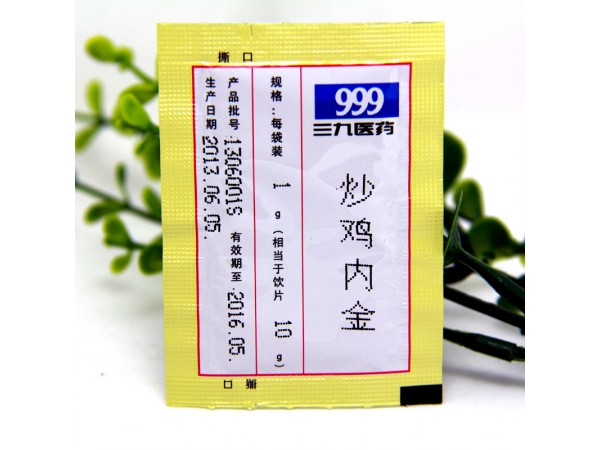 撕 口
999
三九医药
炒鸡内金
规格：每袋装 1 g（相当于饮片 10 g）
产品批号：1306001S 有效期至：2016.05.
生产日期 2013.06.05.
撕 口